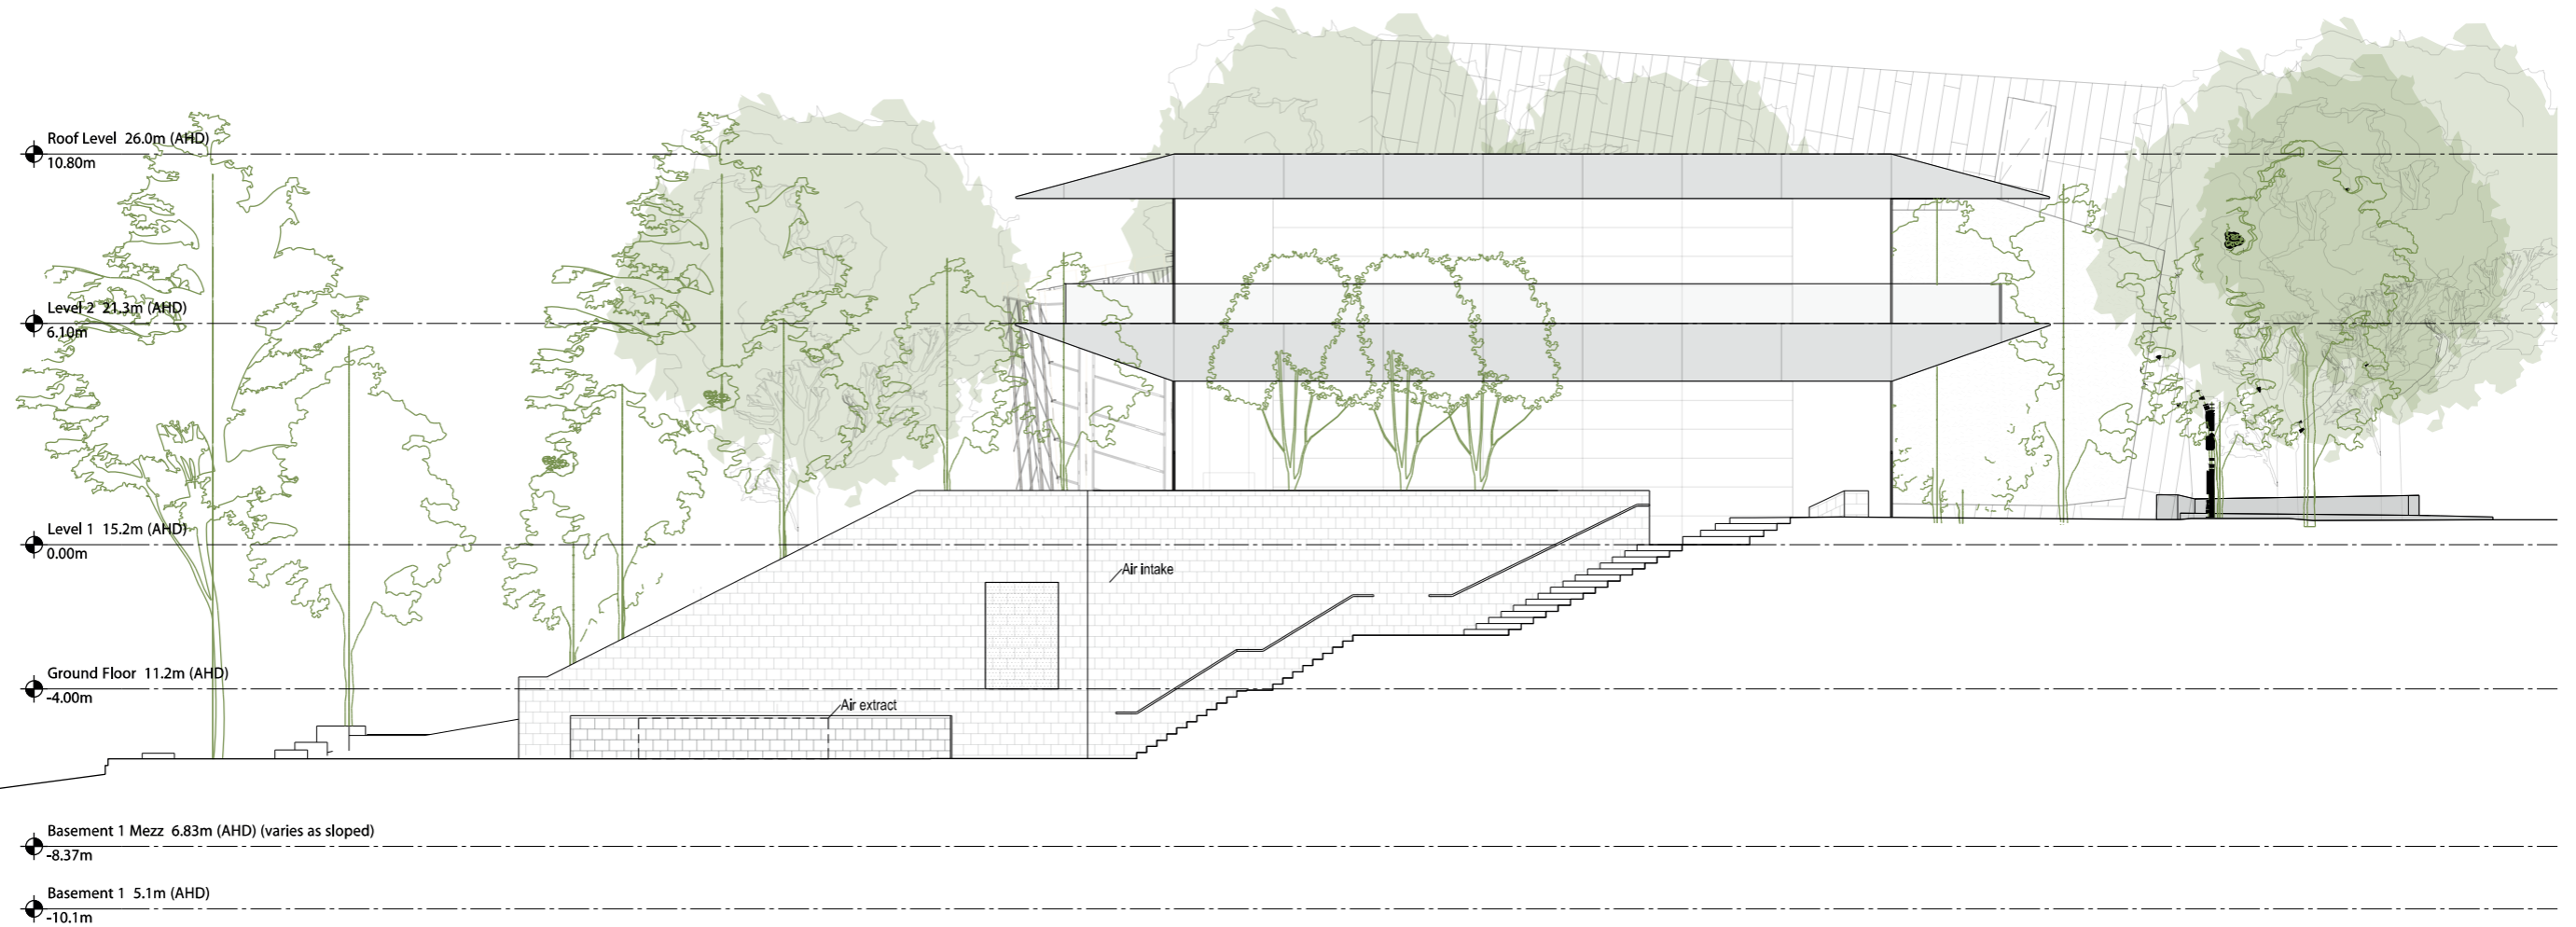 Roof Level 26.0m (AHD)
10.80m
Level 2 21.3m (AHD)
6.10m
Level 1 15.2m (AHD)
0.00m
Air intake
Ground Floor 11.2m (AHD)
-4.00m
Air extract
Basement 1 Mezz 6.83m (AHD) (varies as sloped)
-8.37m
Basement 1 5.1m (AHD)
-10.1m